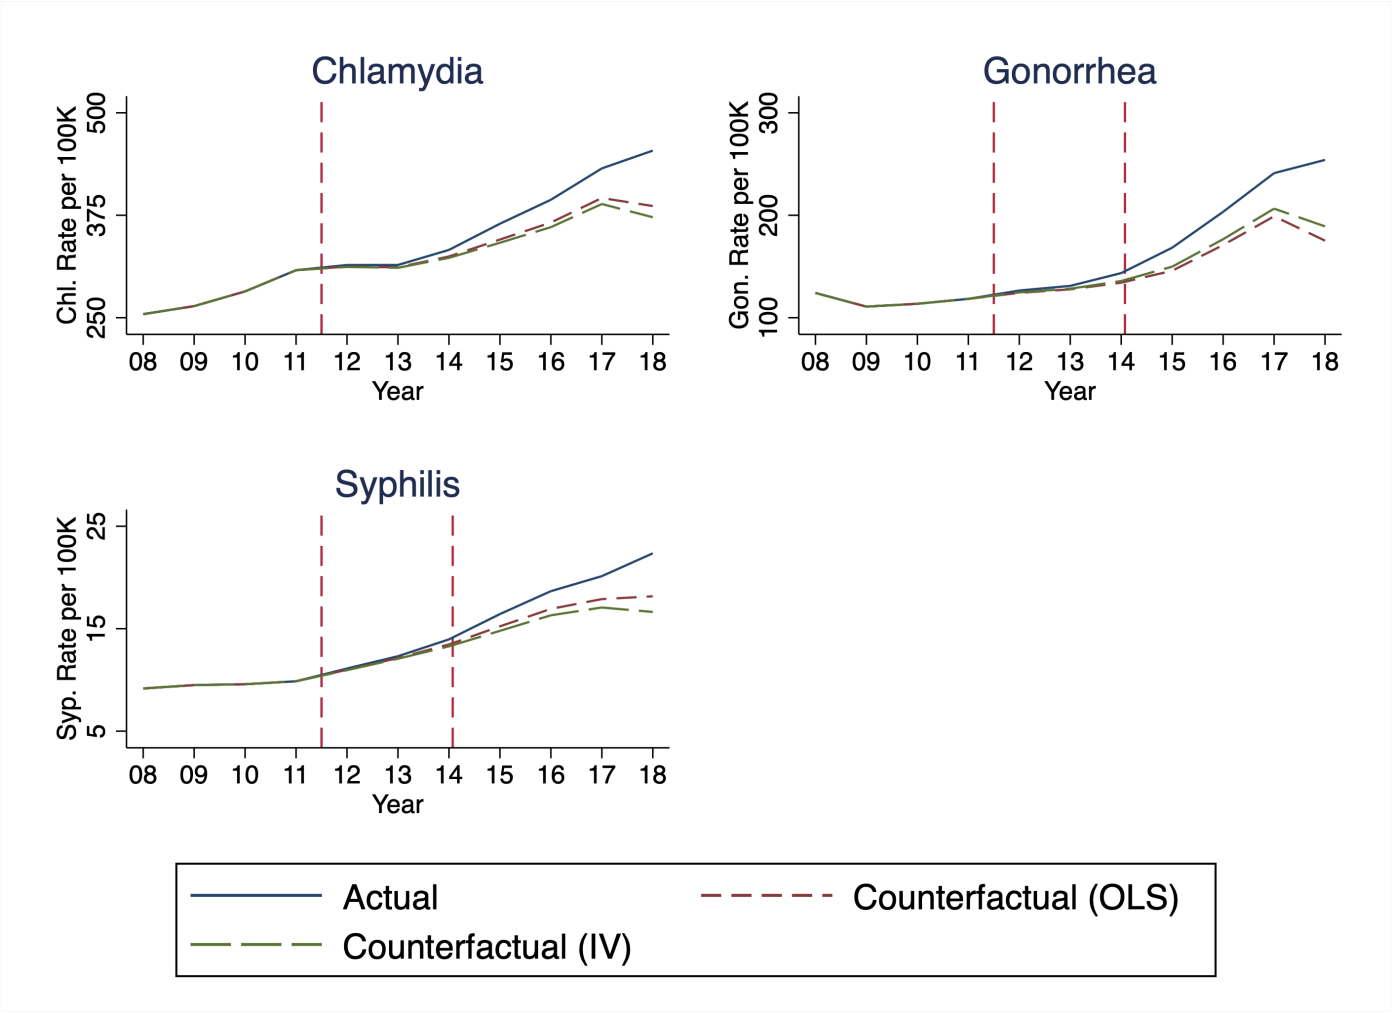 Chlamydia
Chl. Rate per 100K
500
375
250
08 09 10 11 12 13 14 15 16 17 18
Year
Gonorrhea
Gon. Rate per 100K
300
200
100
08 09 10 11 12 13 14 15 16 17 18
Year
Syphilis
Syp. Rate per 100K
25
15
5
08 09 10 11 12 13 14 15 16 17 18
Year
Actual
Counterfactual (OLS)
Counterfactual (IV)